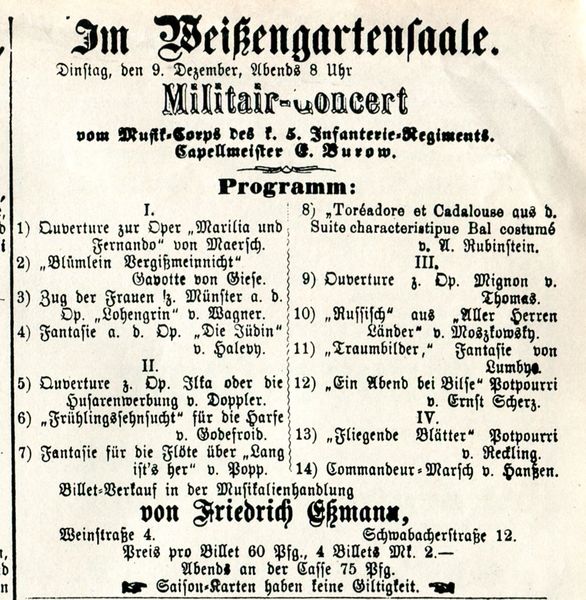 Im Weißengartensaale.
Dinstag, den 9. Dezember, Abends 8 Uhr
Militair-Concert
vom Musik-Corps des k. 5. Infanterie-Regiments.
Capellmeister E. Burow.
Programm:
I.
1) Ouverture zur Oper „Marilia und
Fernando" von Maersch.
2) „Blümlein Vergißmeinnicht"
Gavotte von Giese.
3) Zug der Frauen z. Münster a. d.
Op. „Lohengrin" v. Wagner.
4) Fantasie a. d. Op. „Die Jüdin"
v. Halevy.
II.
5) Ouverture z. Op. Ilka oder die
Husarenwerbung v. Doppler.
6) „Frühlingssehnsucht" für die Harfe
v. Godefroid.
7) Fantasie für die Flöte über „Lang
ist's her" v. Popp.
8) „Toréadore et Cadalouse aus d.
Suite characteristipue Bal costumé
v. A. Rubinstein.
III.
9) Ouverture z. Op. Mignon v.
Thomas.
10) „Russisch" aus „Aller Herren
Länder" v. Moszkowsky.
11) „Traumbilder," Fantasie von
Lumbye.
12) „Ein Abend bei Bilse" Potpourri
v. Ernst Scherz.
IV.
13) „Fliegende Blätter" Potpourri
v. Reckling.
14) Commandeur-Marsch v. Hanßen.
Billet-Verkauf in der Musikalienhandlung
von Friedrich Eßmann,
Weinstraße 4. Schwabacherstraße 12.
Preis pro Billet 60 Pfg., 4 Billets Mk. 2.—
Abends an der Casse 75 Pfg.
Saison-Karten haben keine Giltigkeit.